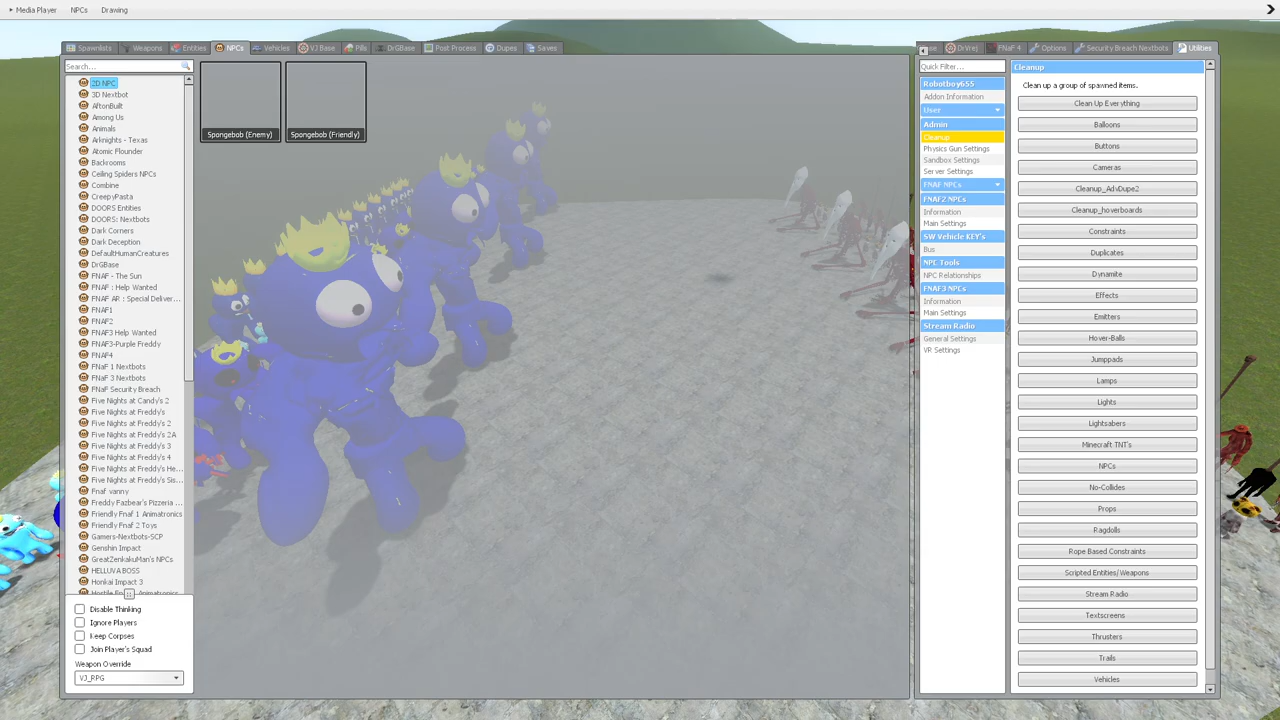 Media Player NPCs Drawing
Spawnlists Weapons Entities NPCs Vehicles VJ Base Pills DrGBase Post Process Dupes Saves
Search...
2D NPC
3D Nextbot
AftonBuilt
Among Us
Animals
Arknights - Texas
Atomic Flounder
Backrooms
Ceiling Spiders NPCs
Combine
CreepyPasta
DOORS Entities
DOORS: Nextbots
Dark Corners
Dark Deception
DefaultHumanCreatures
DrGBase
FNAF - The Sun
FNAF : Help Wanted
FNAF AR : Special Deliver...
FNAF1
FNAF2
FNAF3 Help Wanted
FNAF3-Purple Freddy
FNAF4
FNaF 1 Nextbots
FNaF 3 Nextbots
FNaF Security Breach
Five Nights at Candy's 2
Five Nights at Freddy's
Five Nights at Freddy's 2
Five Nights at Freddy's 2A
Five Nights at Freddy's 3
Five Nights at Freddy's 4
Five Nights at Freddy's He...
Five Nights at Freddy's Sis...
Fnaf vanny
Freddy Fazbear's Pizzeria ...
Friendly Fnaf 1 Animatronics
Friendly Fnaf 2 Toys
Gamers-Nextbots-SCP
Genshin Impact
GreatZenkakuMan's NPCs
HELLUVA BOSS
Honkai Impact 3
Disable Thinking
Ignore Players
Keep Corpses
Join Player's Squad
Weapon Override
VJ_RPG
Spongebob (Enemy)
Spongebob (Friendly)
DrVrej FNaF 4 Options Security Breach Nextbots Utilities
Quick Filter...
Robotboy655
Addon Information
User
Admin
Cleanup
Physics Gun Settings
Sandbox Settings
Server Settings
FNAF NPCs
FNAF2 NPCs
Information
Main Settings
SW Vehicle KEY's
Bus
NPC Tools
NPC Relationships
FNAF3 NPCs
Information
Main Settings
Stream Radio
General Settings
VR Settings
Cleanup
Clean up a group of spawned items.
Clean Up Everything
Balloons
Buttons
Cameras
Cleanup_AdvDupe2
Cleanup_hoverboards
Constraints
Duplicates
Dynamite
Effects
Emitters
Hover-Balls
Jumppads
Lamps
Lights
Lightsabers
Minecraft TNT's
NPCs
No-Collides
Props
Ragdolls
Rope Based Constraints
Scripted Entities/Weapons
Stream Radio
Textscreens
Thrusters
Trails
Vehicles